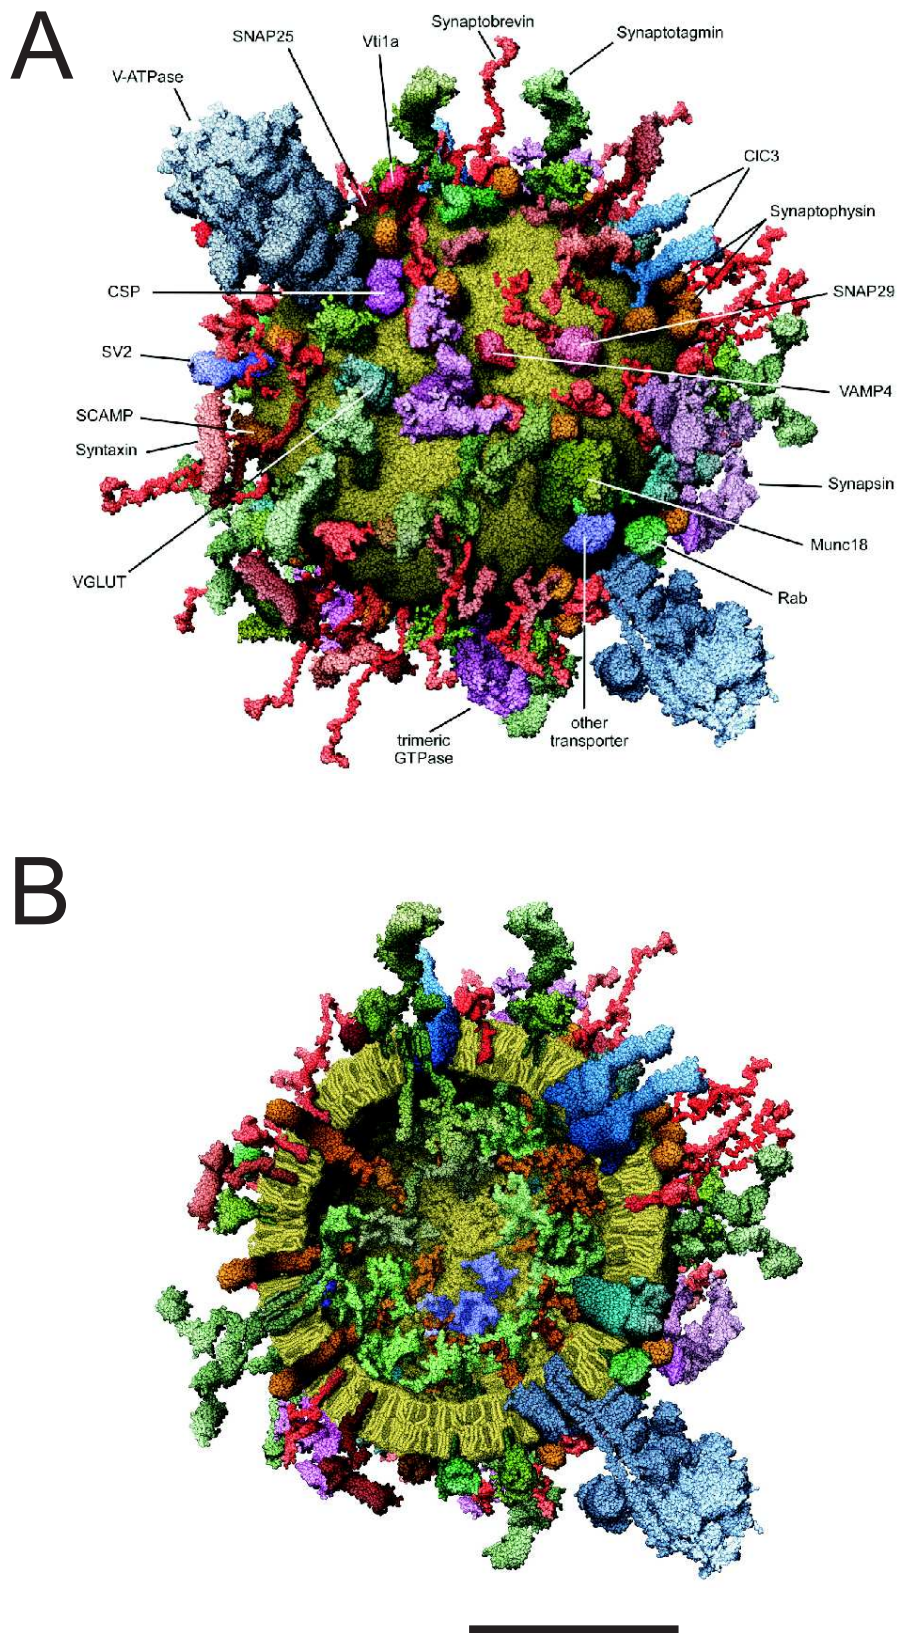 A
Synaptobrevin
SNAP25
Vti1a
Synaptotagmin
V-ATPase
ClC3
Synaptophysin
CSP
SNAP29
SV2
VAMP4
SCAMP
Syntaxin
Synapsin
Munc18
VGLUT
Rab
trimeric
GTPase
other
transporter
B